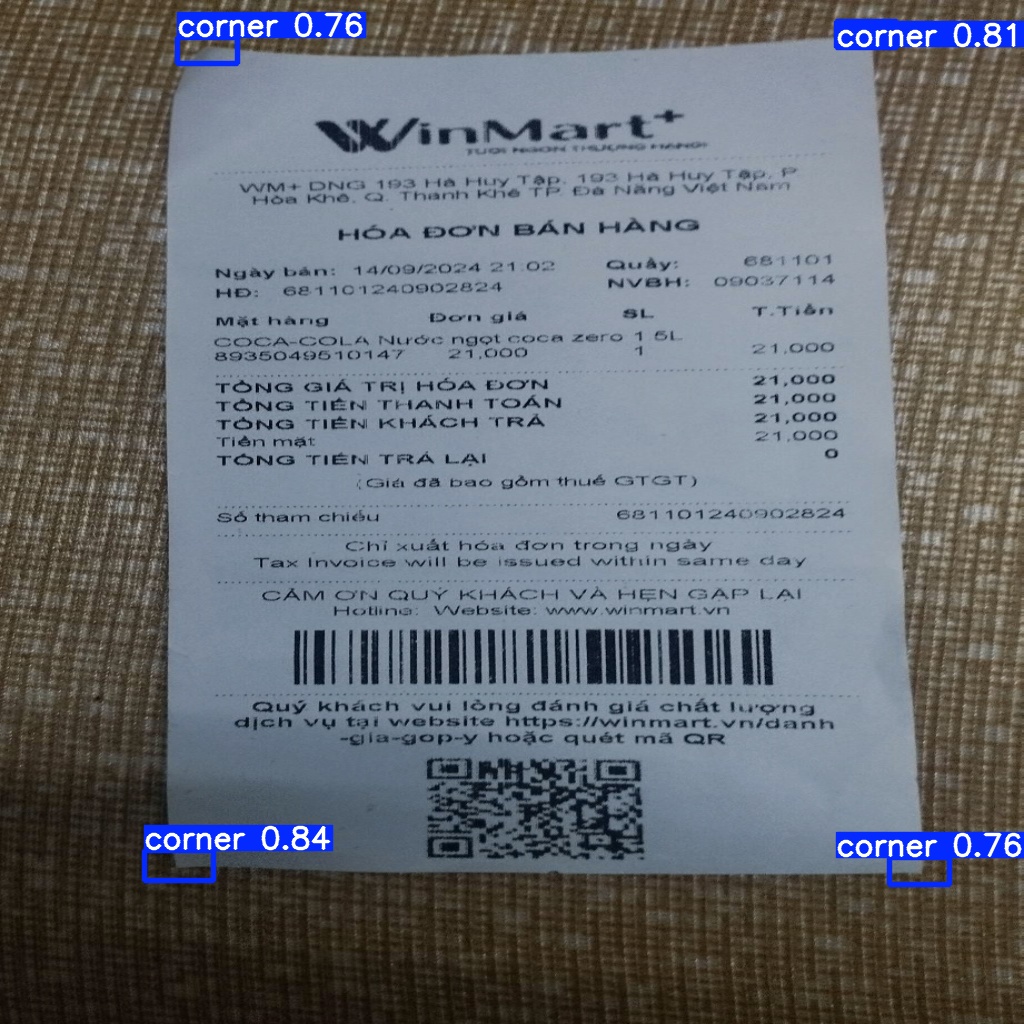 corner 0.76
corner 0.81
WinMart+
TƯƠI NGON THƯỢNG HẠNG
WM+ DNG 193 Hà Huy Tập, 193 Hà Huy Tập, P
Hòa Khê, Q. Thanh Khê TP. Đà Nẵng Việt Nam
HÓA ĐƠN BÁN HÀNG
Ngày bán: 14/09/2024 21:02 Quầy: 681101
HĐ: 681101240902824 NVBH: 09037114
Mặt hàng Đơn giá SL T.Tiền
COCA-COLA Nước ngọt coca zero 1 5L
8935049510147 21,000 1 21,000
TỔNG GIÁ TRỊ HÓA ĐƠN 21,000
TỔNG TIỀN THANH TOÁN 21,000
TỔNG TIỀN KHÁCH TRẢ 21,000
Tiền mặt 21,000
TỔNG TIỀN TRẢ LẠI 0
(Giá đã bao gồm thuế GTGT)
Số tham chiếu 681101240902824
Chỉ xuất hóa đơn trong ngày
Tax Invoice will be issued within same day
CẢM ƠN QUÝ KHÁCH VÀ HẸN GẶP LẠI
Hotline: Website: www.winmart.vn
Quý khách vui lòng đánh giá chất lượng
dịch vụ tại website https://winmart.vn/danh
-gia-gop-y hoặc quét mã QR
corner 0.84
corner 0.76